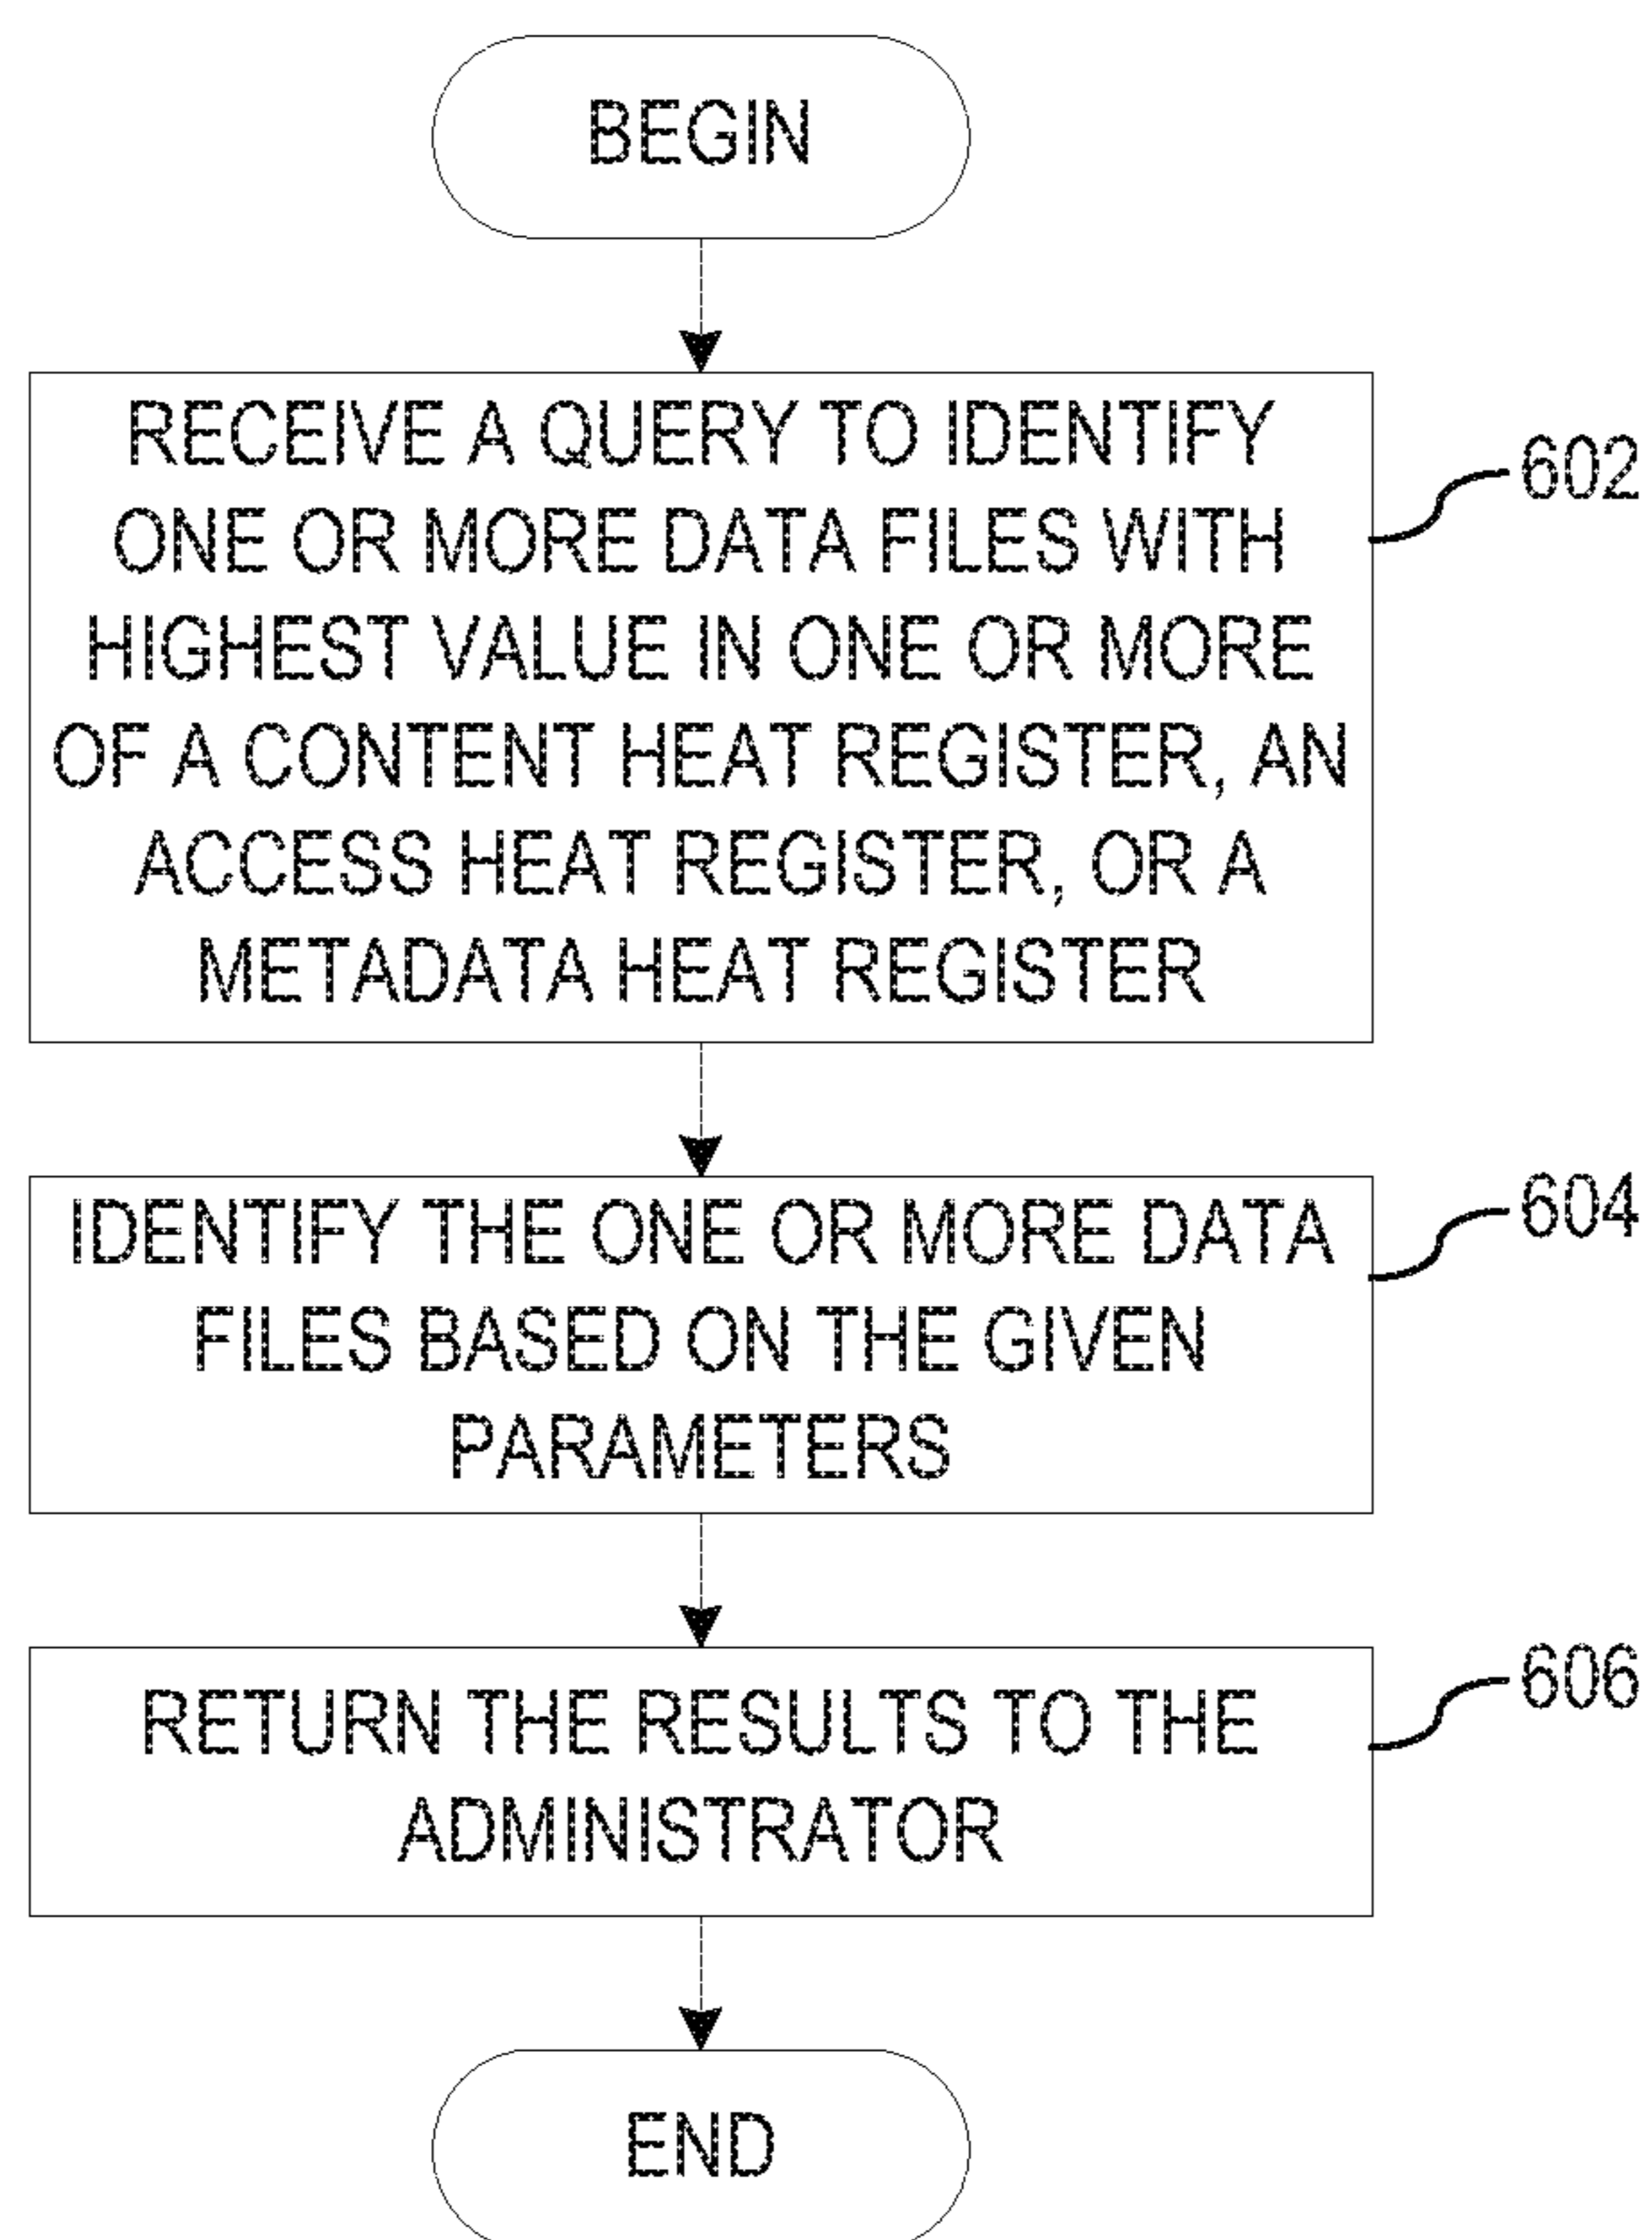 BEGIN
RECEIVE A QUERY TO IDENTIFY
ONE OR MORE DATA FILES WITH
HIGHEST VALUE IN ONE OR MORE
OF A CONTENT HEAT REGISTER, AN
ACCESS HEAT REGISTER, OR A
METADATA HEAT REGISTER
602
IDENTIFY THE ONE OR MORE DATA
FILES BASED ON THE GIVEN
PARAMETERS
604
RETURN THE RESULTS TO THE
ADMINISTRATOR
606
END